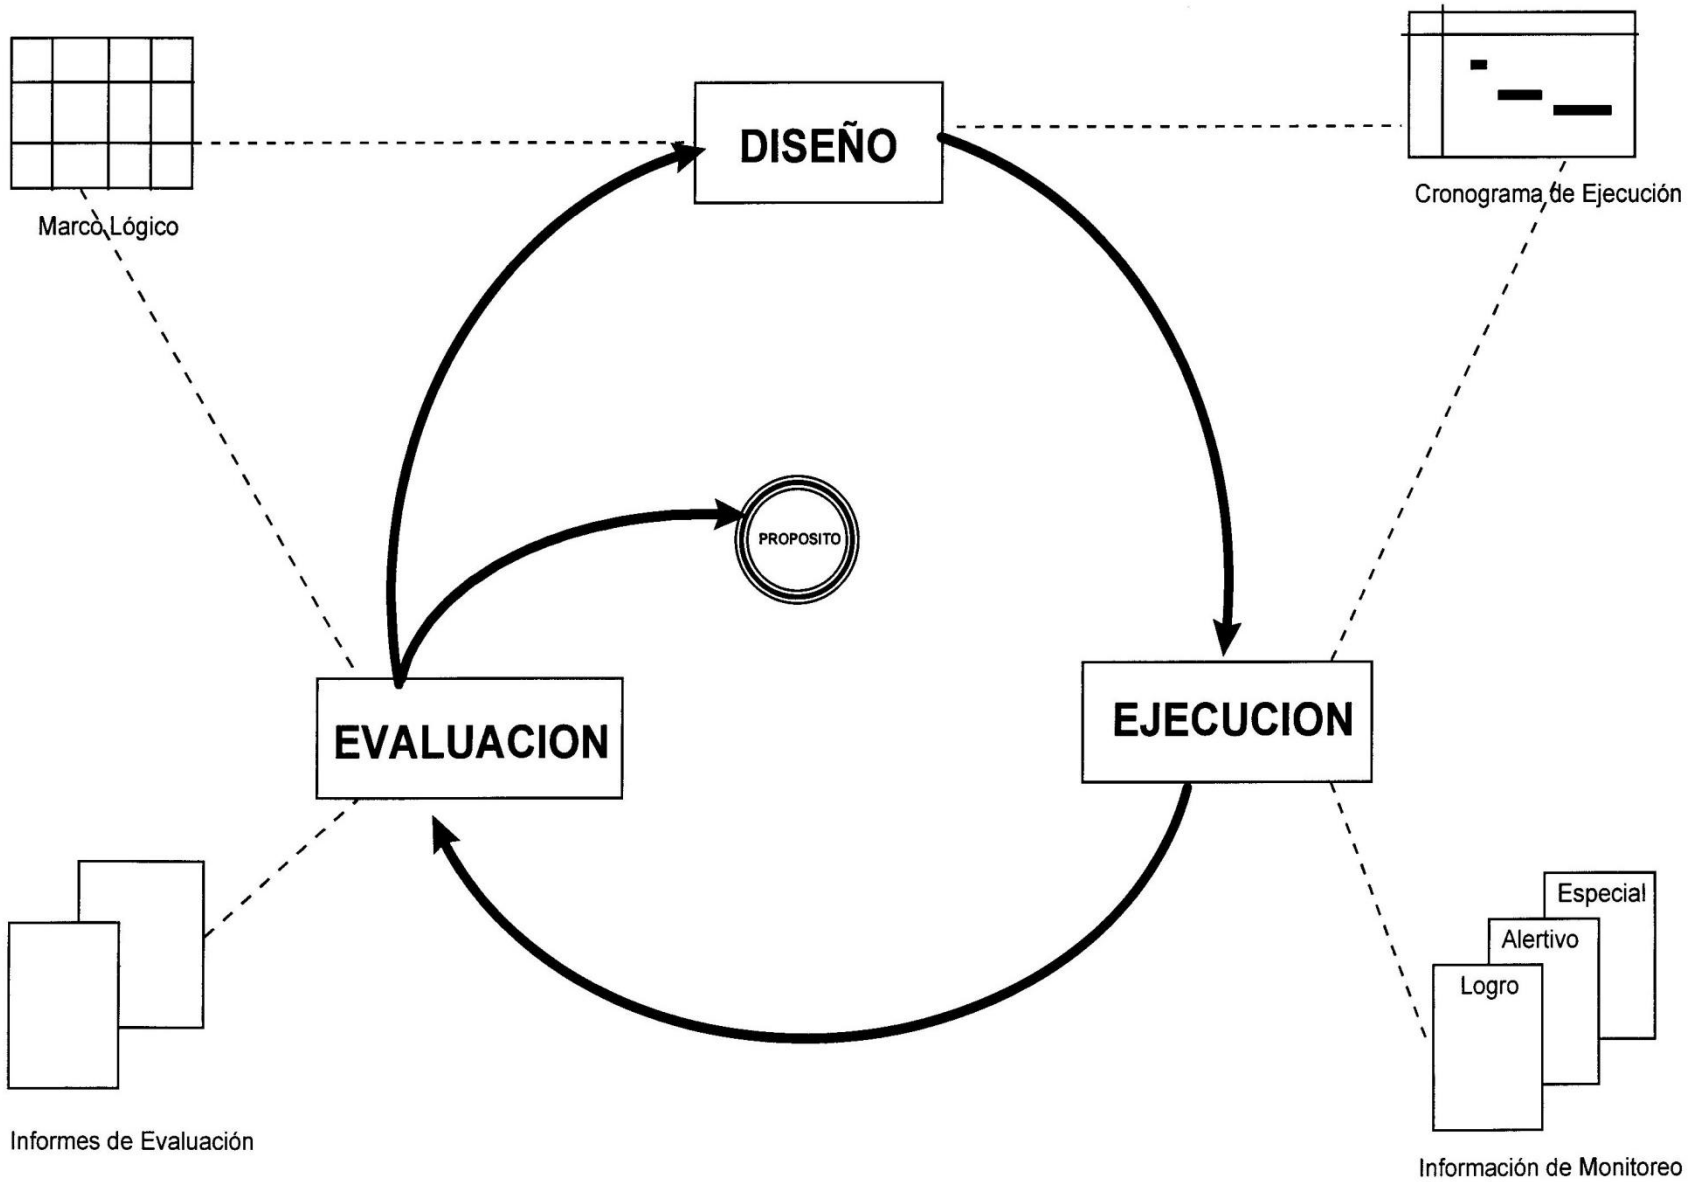 DISEÑO
Cronograma de Ejecución
Marco Lógico
PROPOSITO
EVALUACION
EJECUCION
Especial
Alertivo
Logro
Informes de Evaluación
Información de Monitoreo